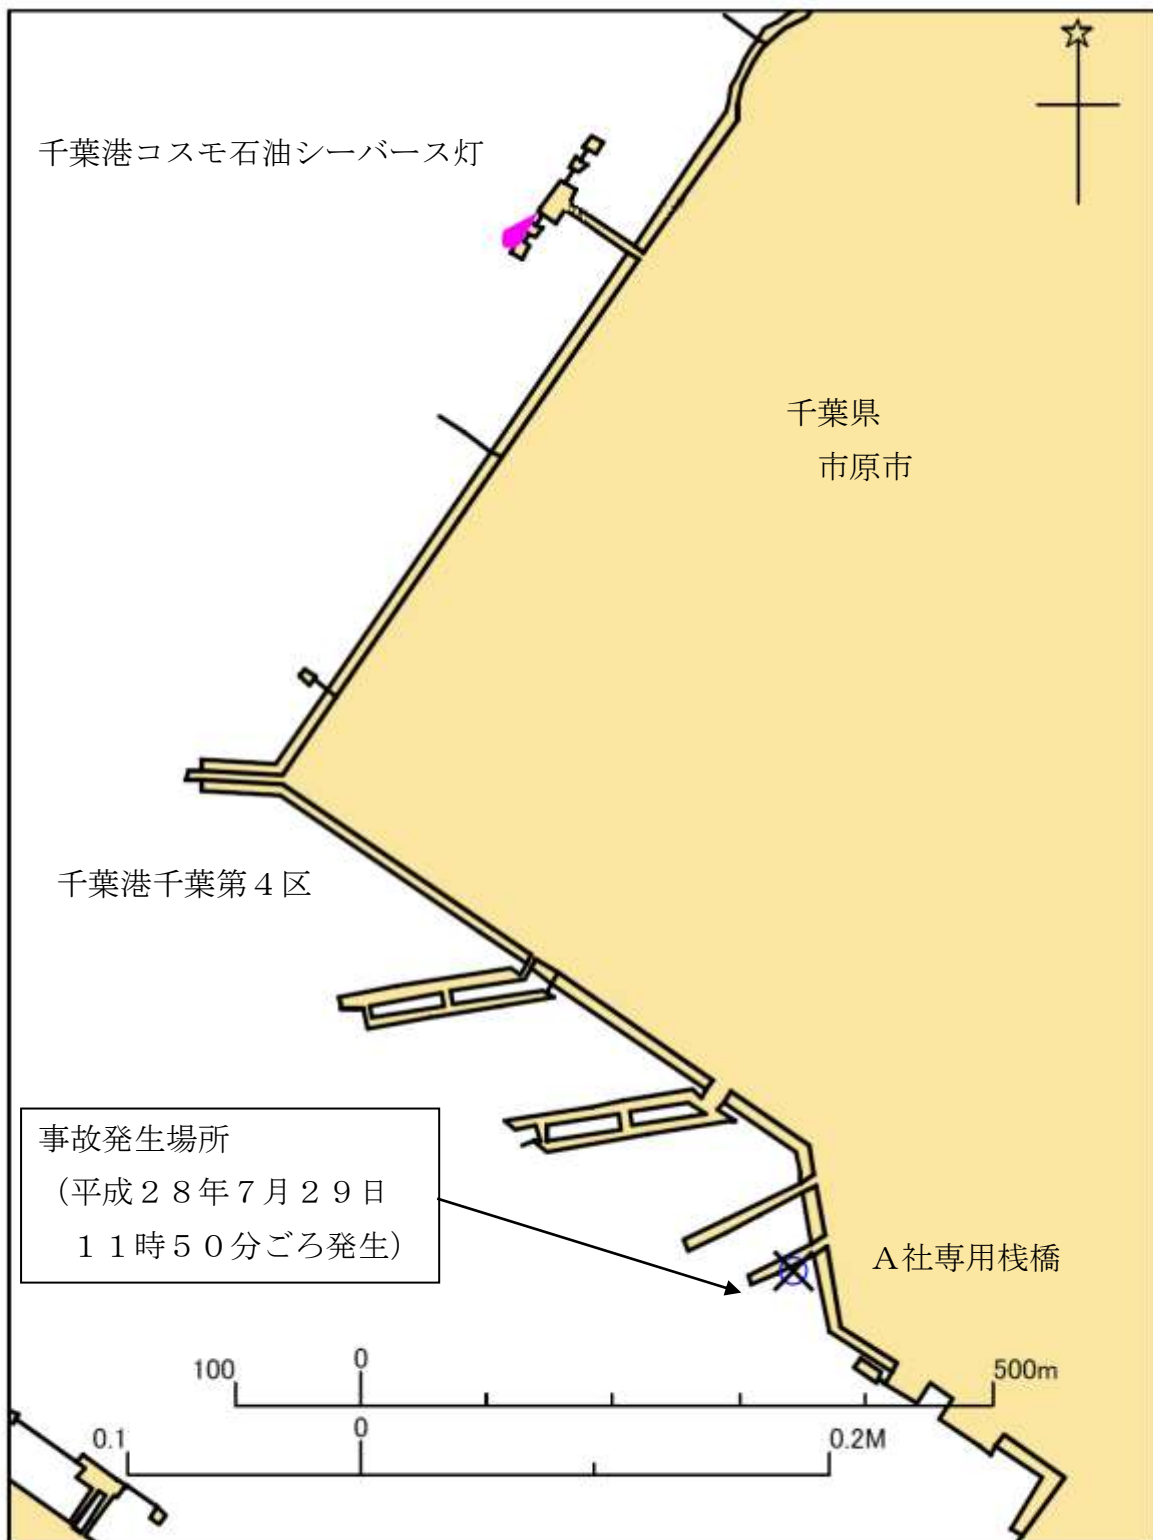 千葉港コスモ石油シーバース灯
千葉県
市原市
千葉港千葉第４区
事故発生場所
（平成２８年７月２９日
１１時５０分ごろ発生）
Ａ社専用桟橋
100 0 500m
0.1 0 0.2M